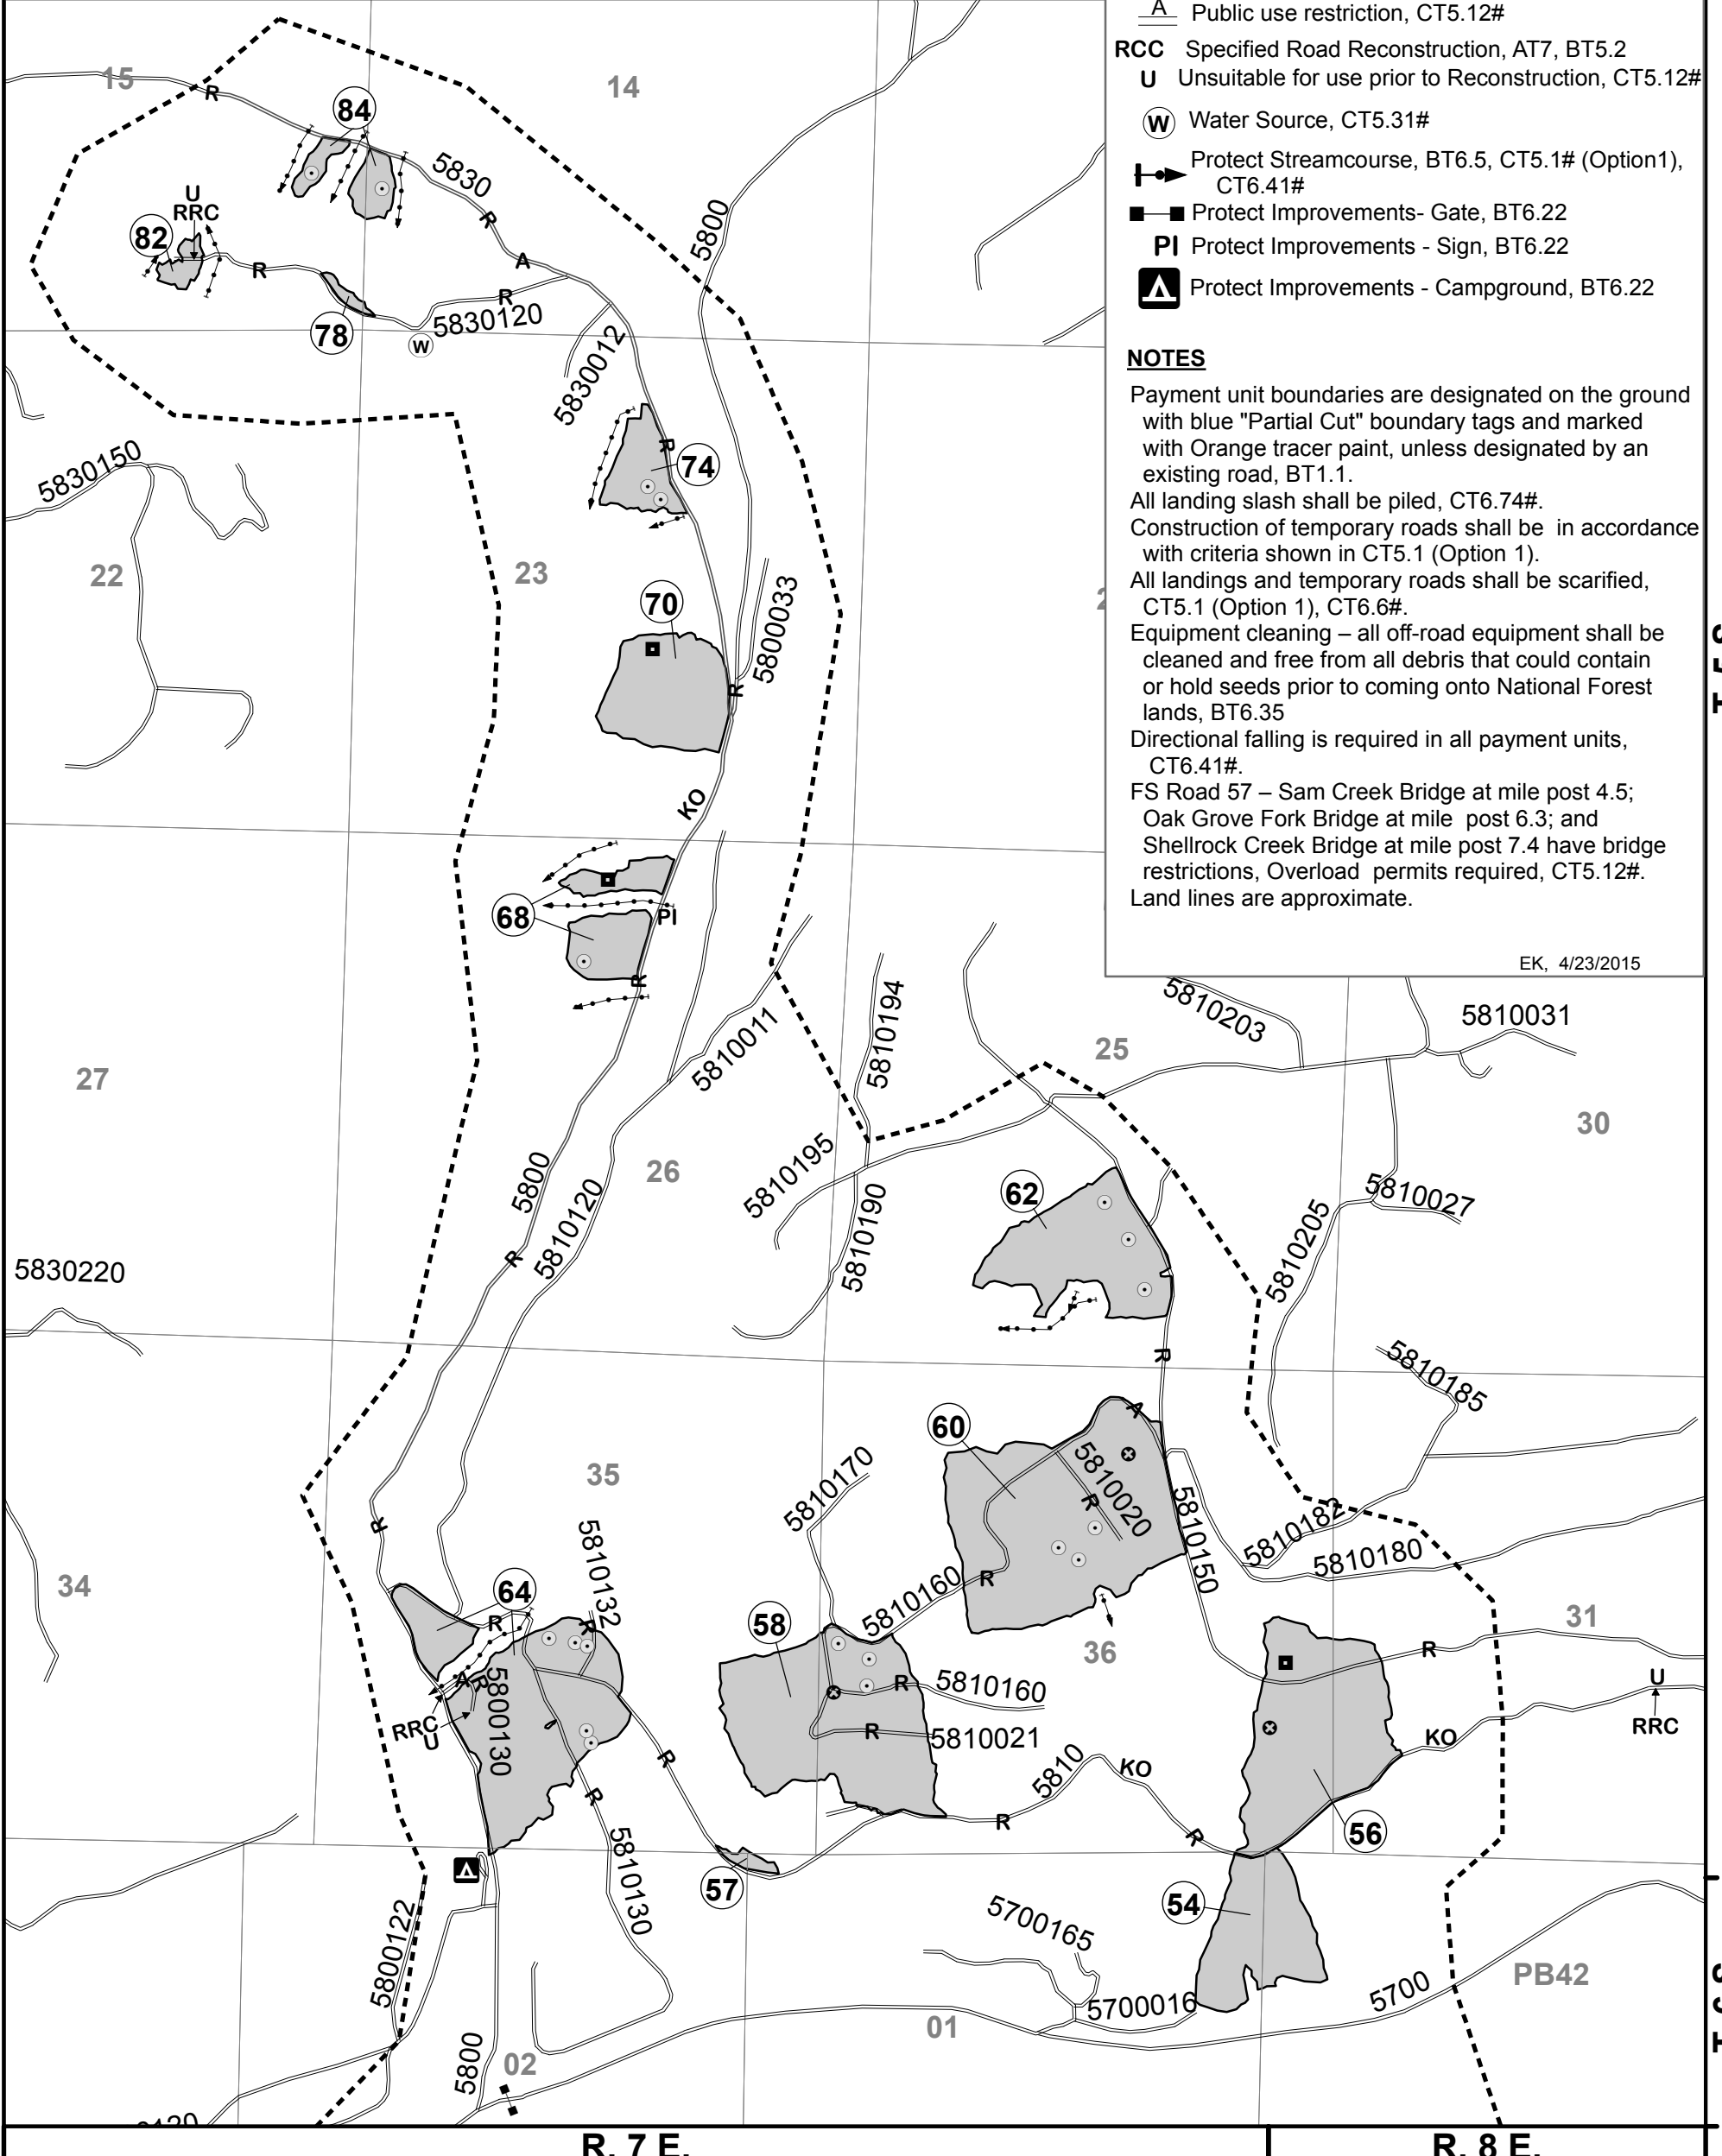 A Public use restriction, CT5.12#
RCC Specified Road Reconstruction, AT7, BT5.2
U Unsuitable for use prior to Reconstruction, CT5.12#
W Water Source, CT5.31#
Protect Streamcourse, BT6.5, CT5.1# (Option1),
CT6.41#
Protect Improvements- Gate, BT6.22
PI Protect Improvements - Sign, BT6.22
Protect Improvements - Campground, BT6.22
NOTES
Payment unit boundaries are designated on the ground
with blue "Partial Cut" boundary tags and marked
with Orange tracer paint, unless designated by an
existing road, BT1.1.
All landing slash shall be piled, CT6.74#.
Construction of temporary roads shall be in accordance
with criteria shown in CT5.1 (Option 1).
All landings and temporary roads shall be scarified,
CT5.1 (Option 1), CT6.6#.
Equipment cleaning – all off-road equipment shall be
cleaned and free from all debris that could contain
or hold seeds prior to coming onto National Forest
lands, BT6.35
Directional falling is required in all payment units,
CT6.41#.
FS Road 57 – Sam Creek Bridge at mile post 4.5;
Oak Grove Fork Bridge at mile post 6.3; and
Shellrock Creek Bridge at mile post 7.4 have bridge
restrictions, Overload permits required, CT5.12#.
Land lines are approximate.
EK, 4/23/2015
15
14
R
84
5830
R
A
5800
U
RRC
82
R
R
5830120
78
W
5830012
R
74
5830150
22
23
70
5800033
R
KO
68
PI
R
5810194
5810203
5810031
5810011
25
27
30
5810195
26
5800
5810120
62
5810190
5810027
5810205
5830220
R
R
5810185
A
60
5810020
R
35
5810170
R
5810132
5810150
5810182
5810180
34
64
R
R
5810160
R
58
36
31
R
A
R
5800130
RRC
U
R
5810160
R
5810021
U
RRC
KO
R
5810
KO
R
R
R
56
57
5810130
54
5800122
5700165
5700016
5700
PB42
01
5800
02
R. 7 E.
R. 8 E.